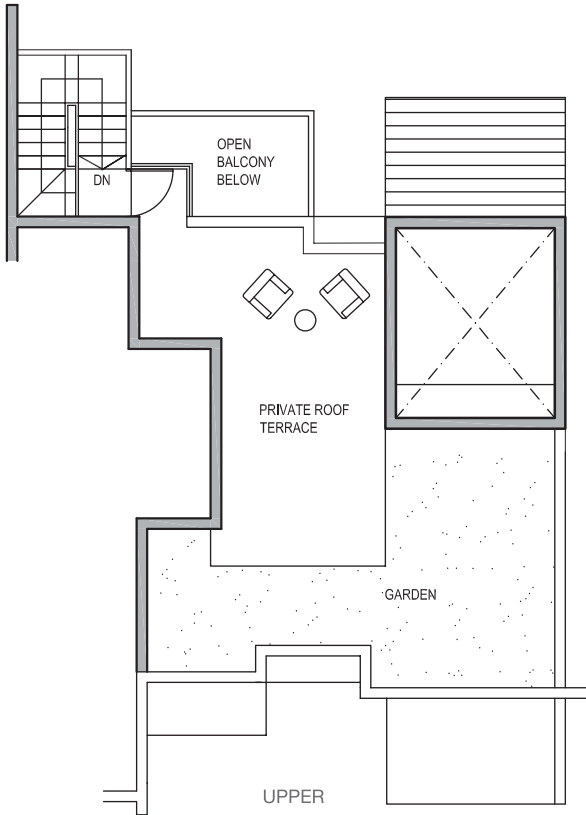 OPEN
BALCONY
BELOW
DN
PRIVATE ROOF
TERRACE
GARDEN
UPPER